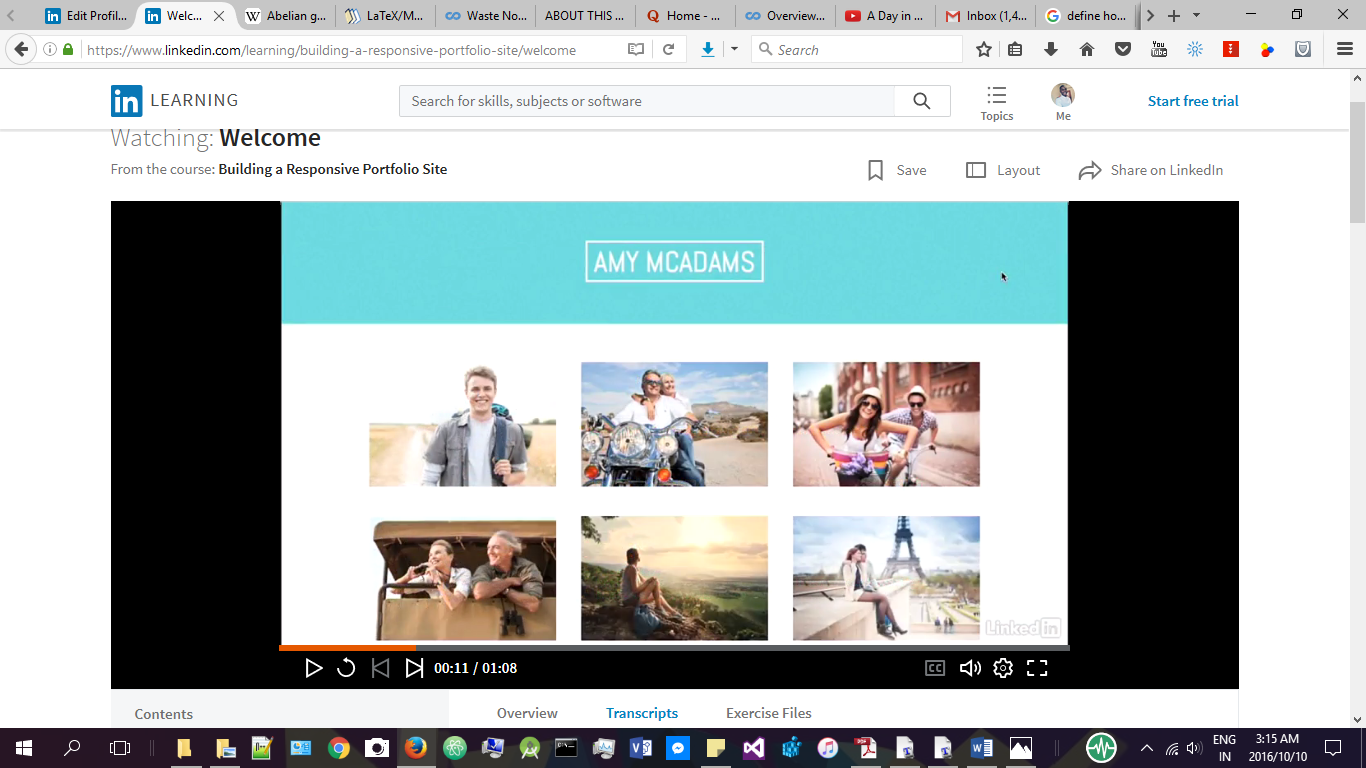 Edit Profil...
Welc...
Abelian g...
LaTeX/M...
Waste No...
ABOUT THIS ...
Home - ...
Overview...
A Day in ...
Inbox (1,4...
define ho...
https://www.linkedin.com/learning/building-a-responsive-portfolio-site/welcome
Search
in LEARNING
Search for skills, subjects or software
Topics
Me
Start free trial
Watching: Welcome
From the course: Building a Responsive Portfolio Site
Save
Layout
Share on LinkedIn
AMY MCADAMS
Linked in
00:11 / 01:08
CC
Contents
Overview
Transcripts
Exercise Files
ENG
IN
3:15 AM
2016/10/10